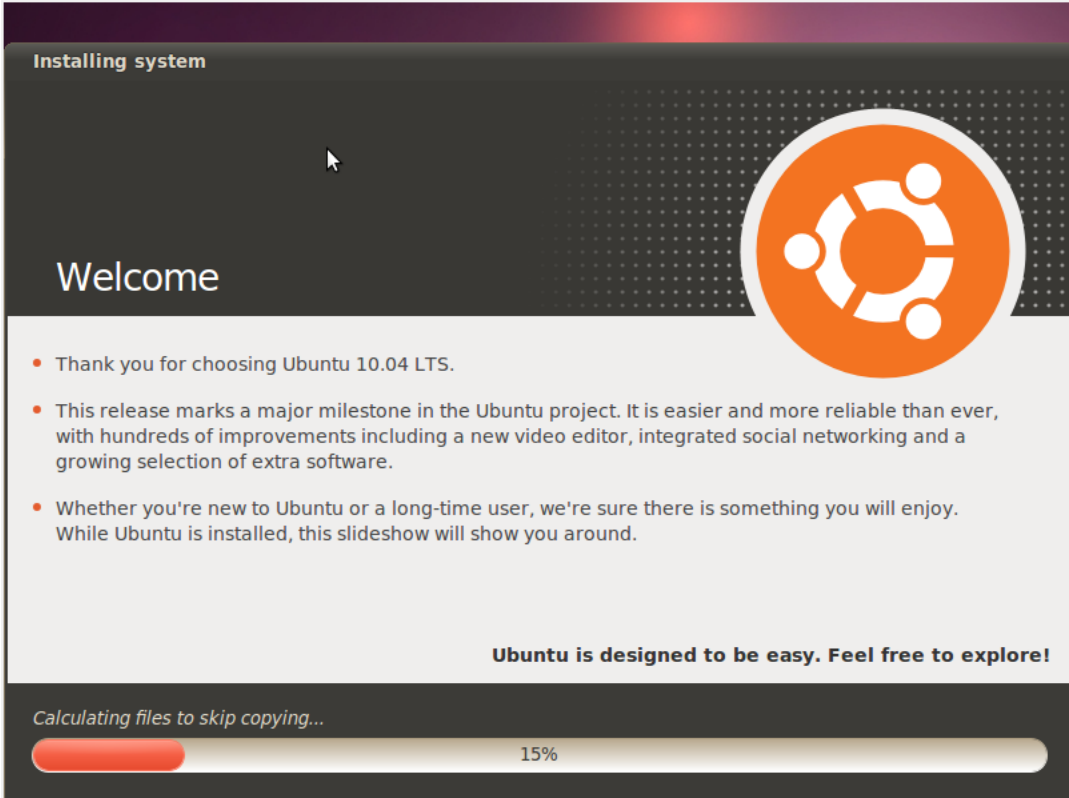 Installing system
Welcome
Thank you for choosing Ubuntu 10.04 LTS.
This release marks a major milestone in the Ubuntu project. It is easier and more reliable than ever,
with hundreds of improvements including a new video editor, integrated social networking and a
growing selection of extra software.
Whether you're new to Ubuntu or a long-time user, we're sure there is something you will enjoy.
While Ubuntu is installed, this slideshow will show you around.
Ubuntu is designed to be easy. Feel free to explore!
Calculating files to skip copying...
15%